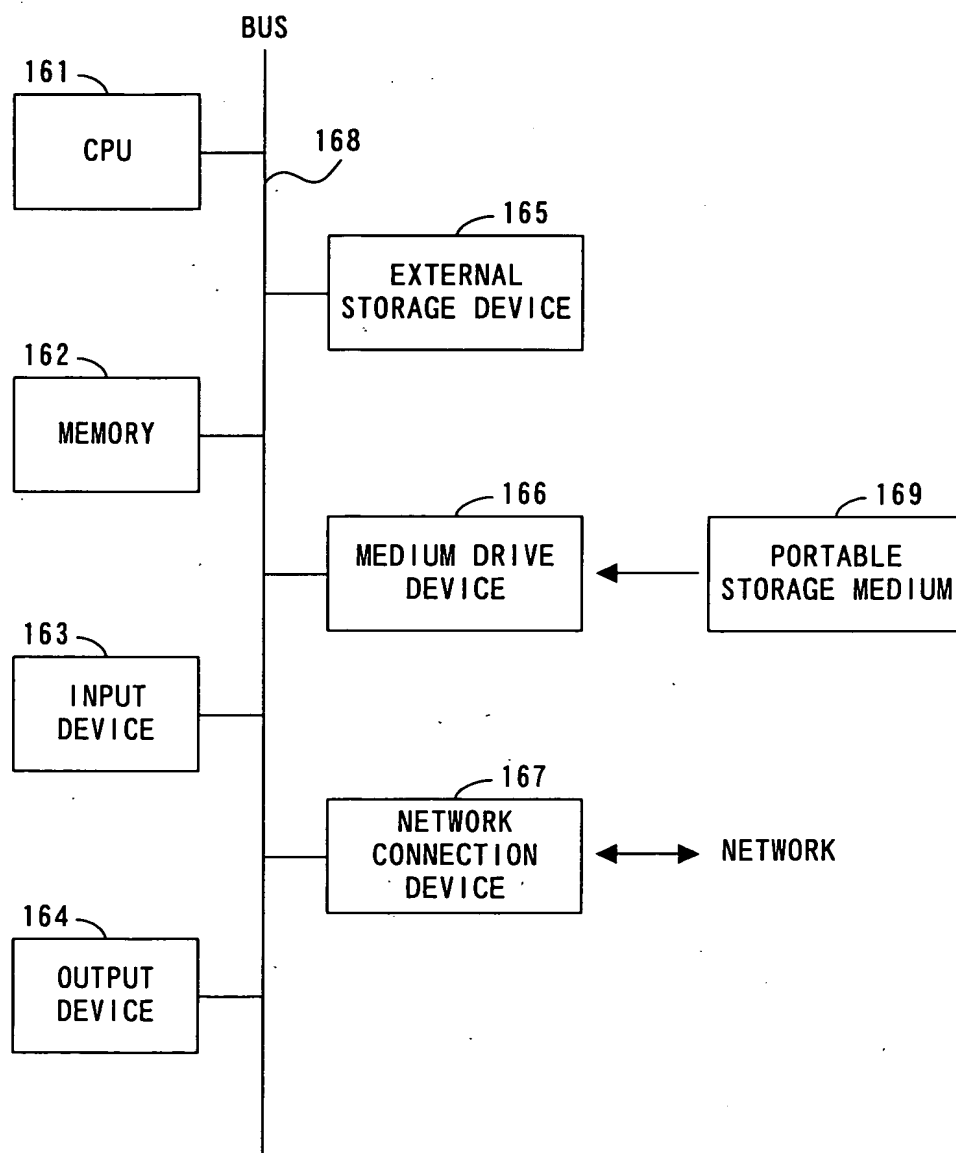 BUS
161
CPU
168
165
EXTERNAL
STORAGE DEVICE
162
MEMORY
166
MEDIUM DRIVE
DEVICE
169
PORTABLE
STORAGE MEDIUM
163
INPUT
DEVICE
167
NETWORK
CONNECTION
DEVICE
NETWORK
164
OUTPUT
DEVICE